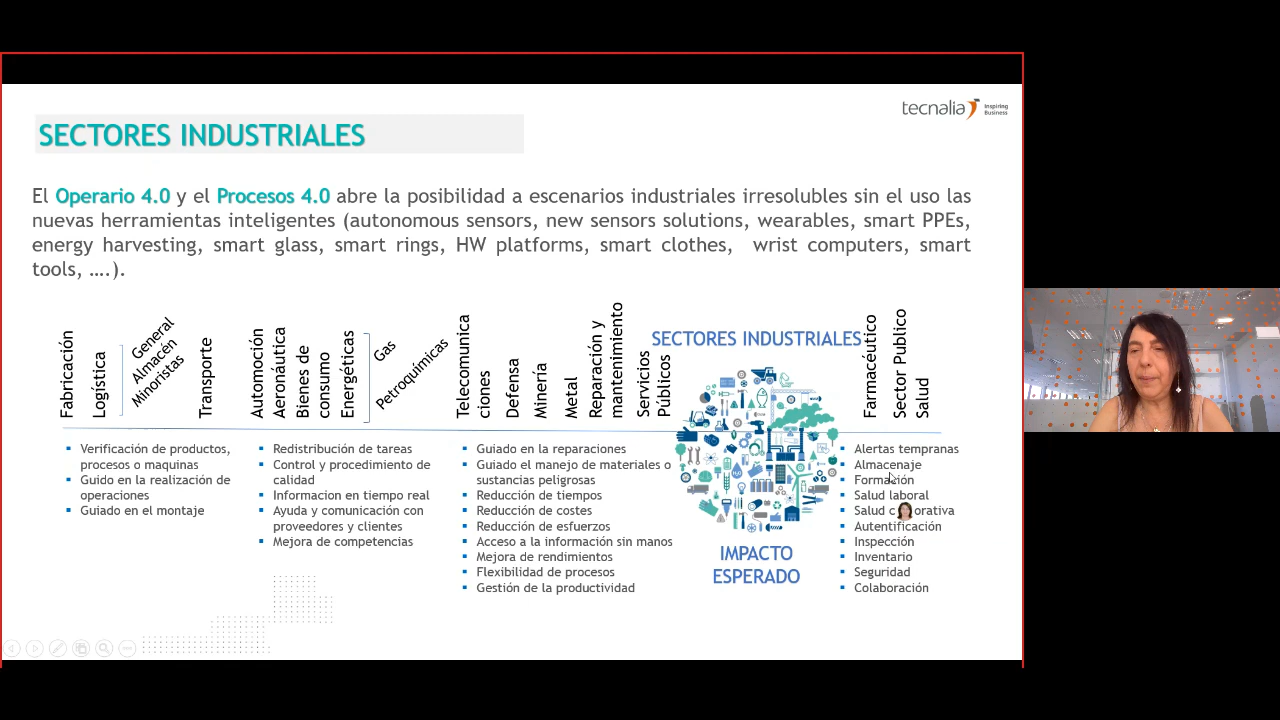 tecnalia Inspiring Business
SECTORES INDUSTRIALES
El Operario 4.0 y el Procesos 4.0 abre la posibilidad a escenarios industriales irresolubles sin el uso las
nuevas herramientas inteligentes (autonomous sensors, new sensors solutions, wearables, smart PPEs,
energy harvesting, smart glass, smart rings, HW platforms, smart clothes, wrist computers, smart
tools, ….).
Fabricación
Logística
General
Almacén
Minoristas
Transporte
Automoción
Aeronáutica
Bienes de
consumo
Energéticas
Gas
Petroquímicas
Telecomunica
ciones
Defensa
Minería
Metal
Reparación y
mantenimiento
Servicios
Públicos
SECTORES INDUSTRIALES
Farmacéutico
Sector Publico
Salud
Verificación de productos,
procesos o maquinas
Guido en la realización de
operaciones
Guiado en el montaje
Redistribución de tareas
Control y procedimiento de
calidad
Informacion en tiempo real
Ayuda y comunicación con
proveedores y clientes
Mejora de competencias
Guiado en la reparaciones
Guiado el manejo de materiales o
sustancias peligrosas
Reducción de tiempos
Reducción de costes
Reducción de esfuerzos
Acceso a la información sin manos
Mejora de rendimientos
Flexibilidad de procesos
Gestión de la productividad
IMPACTO
ESPERADO
Alertas tempranas
Almacenaje
Formación
Salud laboral
Salud
Autentificación
Inspección
Inventario
Seguridad
Colaboración